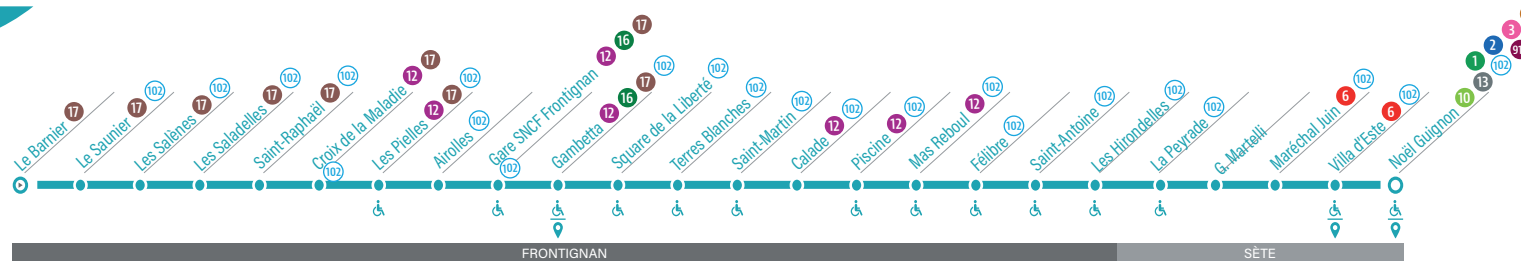 Le Barnier 17
Le Saunier 17 102
Les Salènes 17 102
Les Saladelles 17 102
Saint-Raphaël 17 102
Croix de la Maladie 12 17
102
Les Pielles 12 17 102
Airolles 102
Gare SNCF Frontignan 12 16 17
102
Gambetta 12 16 17 102
Square de la Liberté 102
Terres Blanches 102
Saint-Martin 102
Calade 12 102
Piscine 12 102
Mas Reboul 12 102
Félibre 102
Saint-Antoine 102
Les Hirondelles 102
La Peyrade 102
G. Martelli
Maréchal Juin 6 102
Villa d'Este 6 102
Noël Guignon 10 13 102
1 2 3
FRONTIGNAN
SÈTE